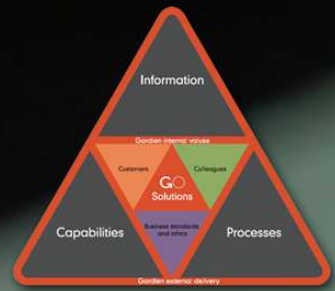 Information
Gardien internal values
Customers
Colleagues
GO
Solutions
Business standards
and ethics
Capabilities
Processes
Gardien external delivery